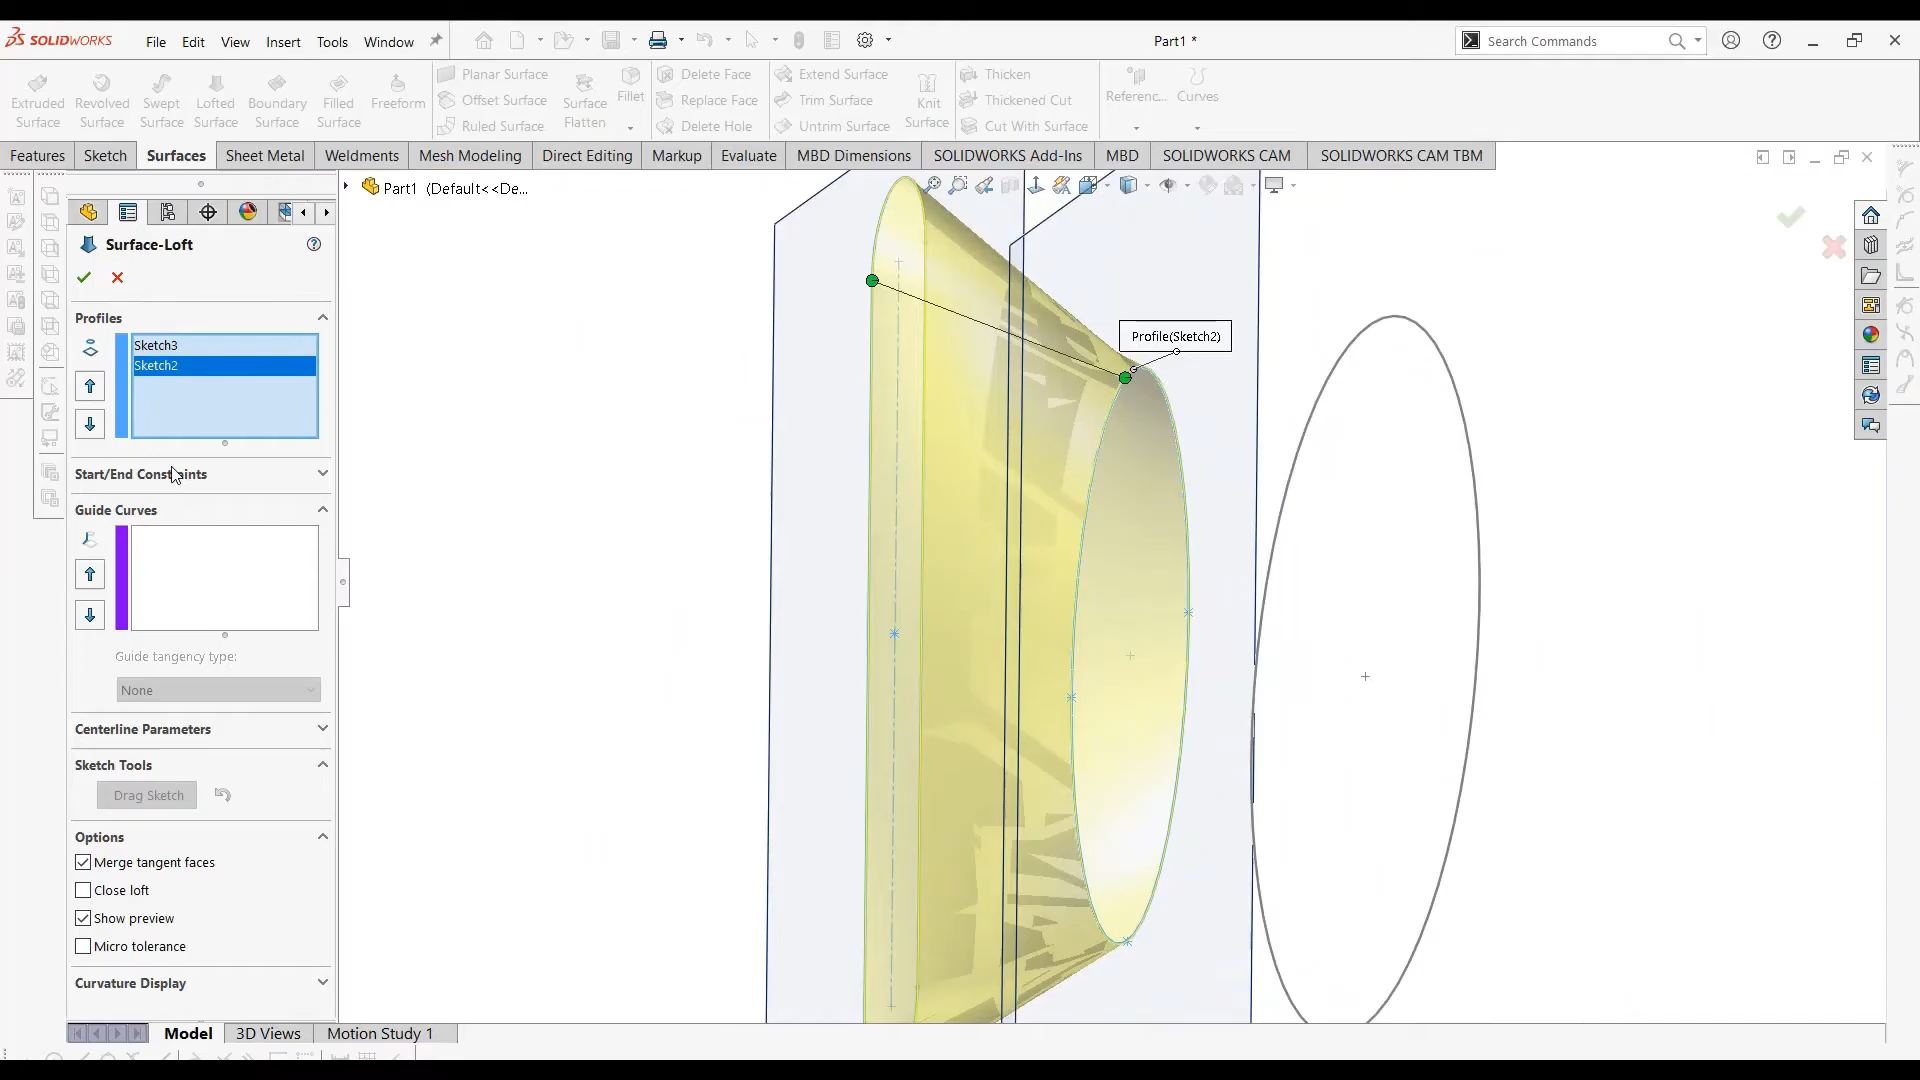 SOLIDWORKS
File Edit View Insert Tools Window
Part1 *
Search Commands
Extruded Surface
Revolved Surface
Swept Surface
Lofted Surface
Boundary Surface
Filled Surface
Freeform
Planar Surface
Offset Surface
Ruled Surface
Surface Flatten
Fillet
Delete Face
Replace Face
Delete Hole
Extend Surface
Trim Surface
Untrim Surface
Knit Surface
Thicken
Thickened Cut
Cut With Surface
Referenc...
Curves
Features Sketch Surfaces Sheet Metal Weldments Mesh Modeling Direct Editing Markup Evaluate MBD Dimensions SOLIDWORKS Add-Ins MBD SOLIDWORKS CAM SOLIDWORKS CAM TBM
Part1 (Default<<De...
Surface-Loft
Profiles
Sketch3
Sketch2
Profile(Sketch2)
Start/End Constraints
Guide Curves
Guide tangency type:
None
Centerline Parameters
Sketch Tools
Drag Sketch
Options
Merge tangent faces
Close loft
Show preview
Micro tolerance
Curvature Display
Model 3D Views Motion Study 1